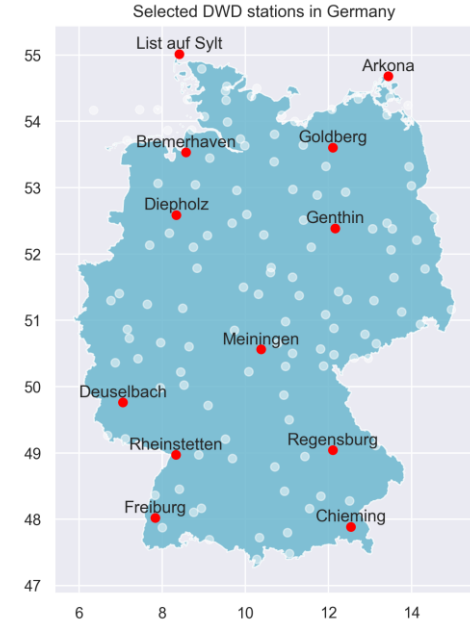 Selected DWD stations in Germany
List auf Sylt
55
Arkona
54
Bremerhaven
Goldberg
53
Diepholz
Genthin
52
51
Meiningen
50
Deuselbach
Rheinstetten
Regensburg
49
Freiburg
Chieming
48
47
6 8 10 12 14